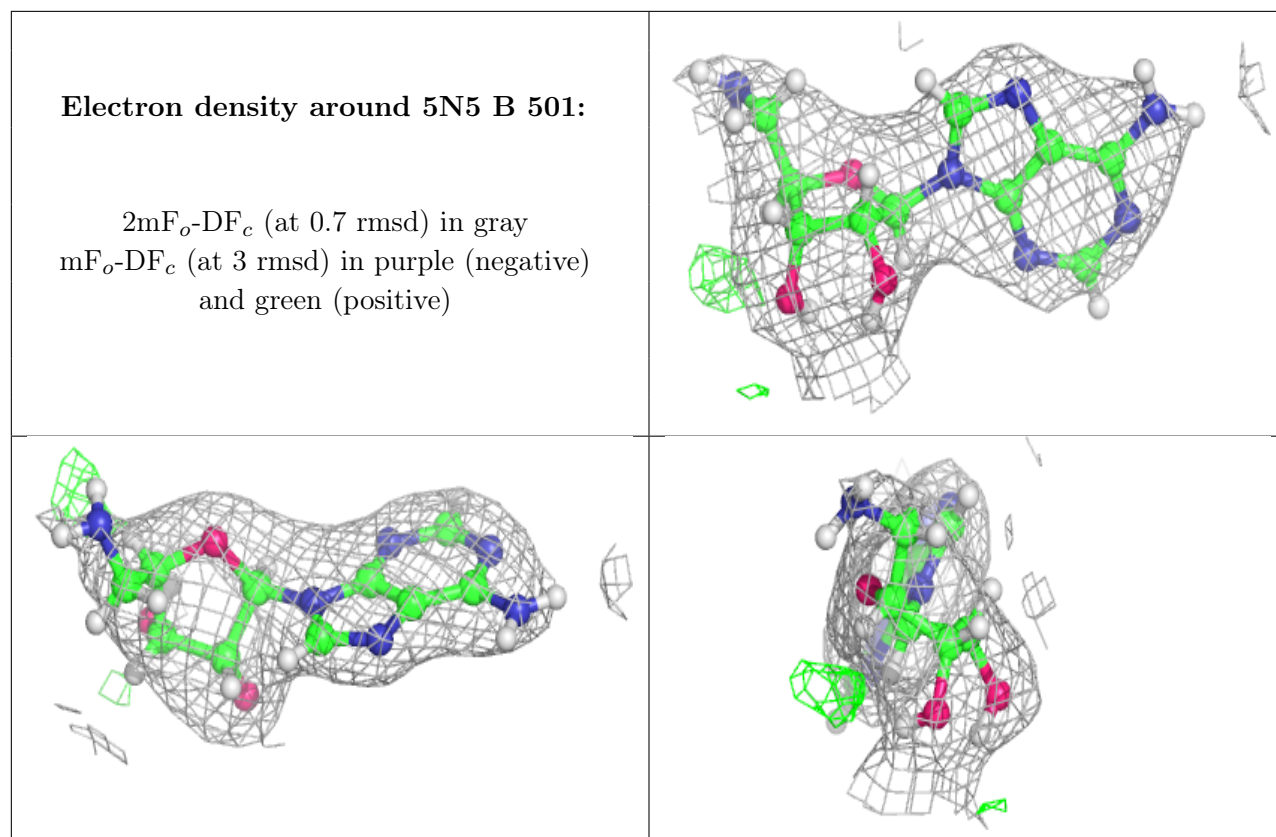 Electron density around 5N5 B 501:
2mFₒ-DF𝒸 (at 0.7 rmsd) in gray
mFₒ-DF𝒸 (at 3 rmsd) in purple (negative)
and green (positive)